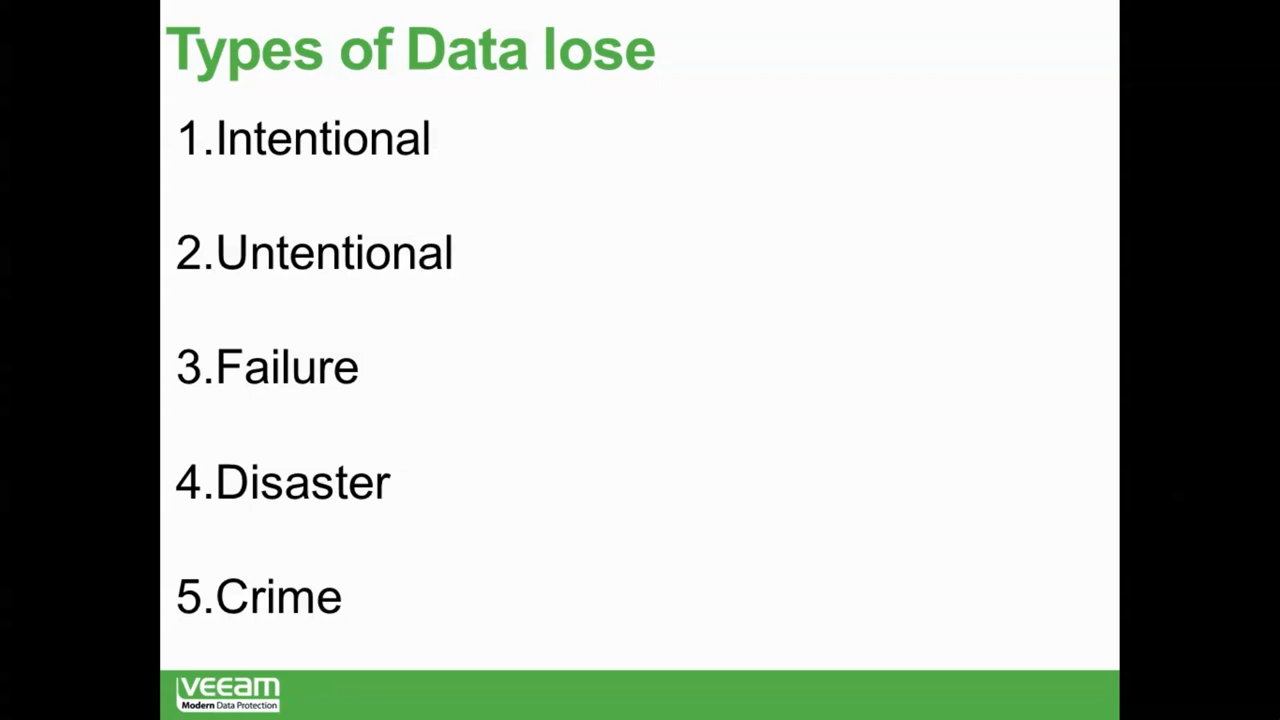 Types of Data lose
1.Intentional
2.Untentional
3.Failure
4.Disaster
5.Crime
veeam
Modern Data Protection